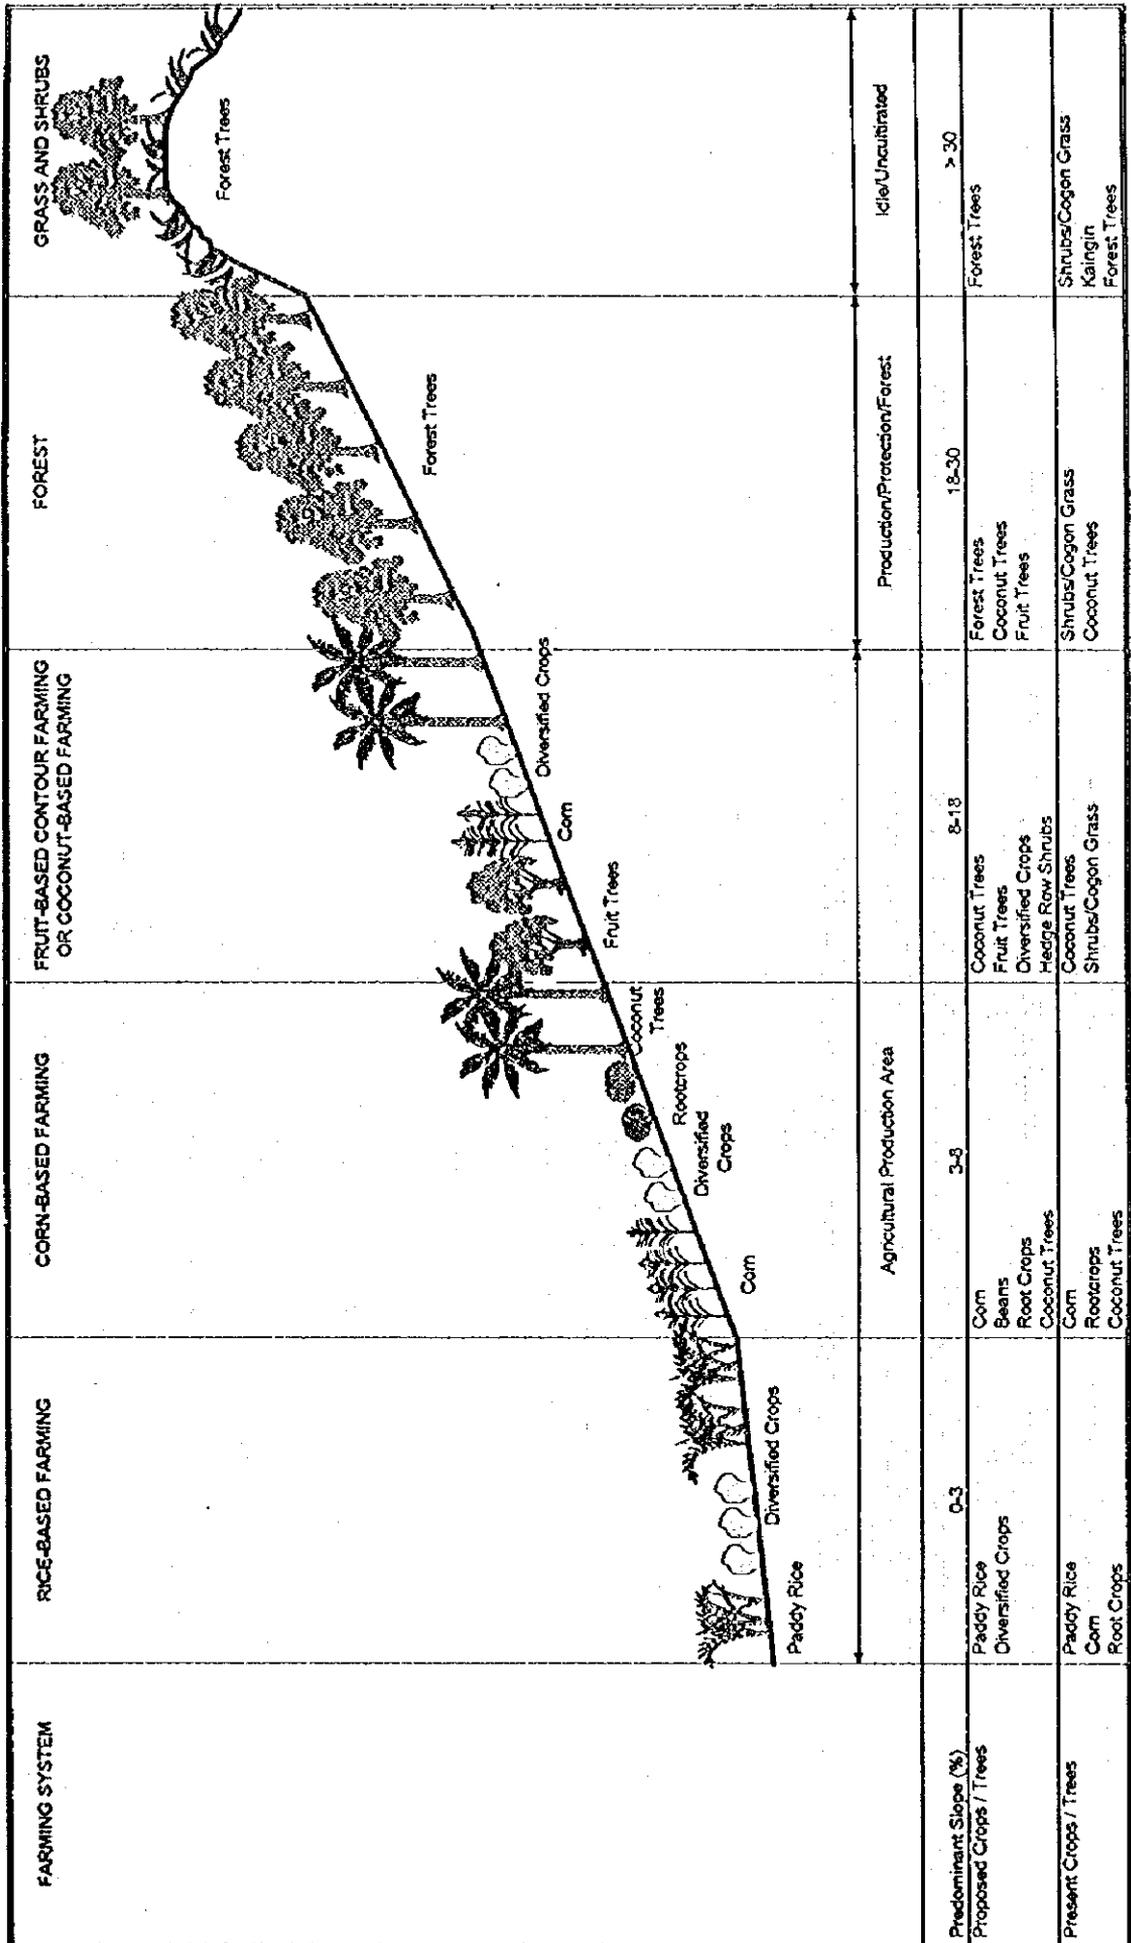 FARMING SYSTEM
RICE-BASED FARMING
CORN-BASED FARMING
FRUIT-BASED CONTOUR FARMING
OR COCONUT-BASED FARMING
FOREST
GRASS AND SHRUBS
Paddy Rice
Diversified Crops
Corn
Diversified
Crops
Rootcrops
Coconut
Trees
Fruit Trees
Corn
Diversified Crops
Forest Trees
Forest Trees
Agricultural Production Area
Production/Protection/Forest
Idle/Uncultirated
Predominant Slope (%)
0-3
3-8
8-18
18-30
> 30
Proposed Crops / Trees
Paddy Rice
Diversified Crops
Corn
Beans
Root Crops
Coconut Trees
Coconut Trees
Fruit Trees
Diversified Crops
Hedge Row Shrubs
Forest Trees
Coconut Trees
Fruit Trees
Forest Trees
Present Crops / Trees
Paddy Rice
Corn
Root Crops
Corn
Rootcrops
Coconut Trees
Coconut Trees
Shrubs/Cogon Grass
Shrubs/Cogon Grass
Coconut Trees
Shrubs/Cogon Grass
Kaingin
Forest Trees